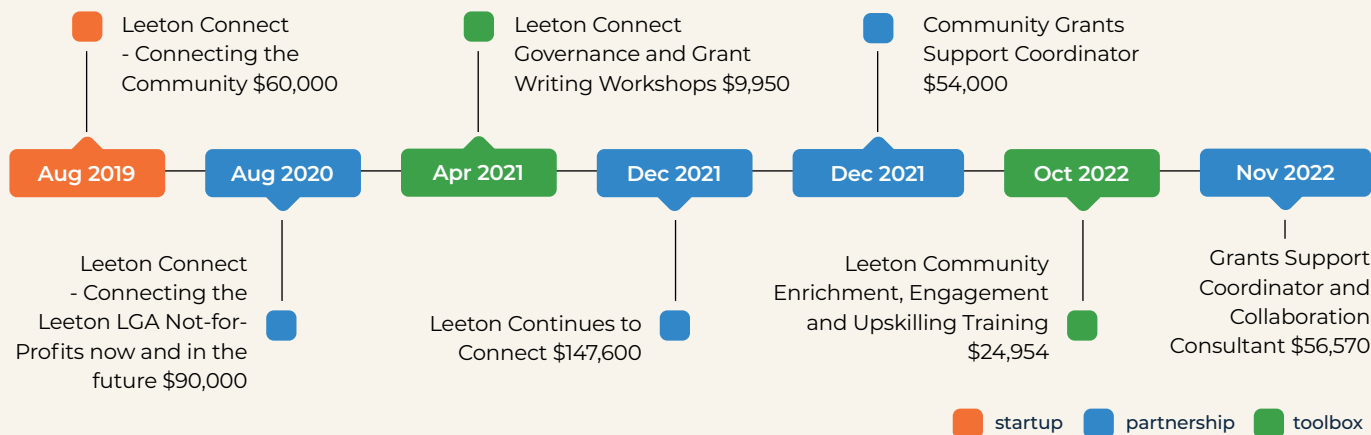 Leeton Connect
- Connecting the
Community $60,000
Leeton Connect
Governance and Grant
Writing Workshops $9,950
Community Grants
Support Coordinator
$54,000
Aug 2019
Aug 2020
Apr 2021
Dec 2021
Dec 2021
Oct 2022
Nov 2022
Leeton Connect
- Connecting the
Leeton LGA Not-for-
Profits now and in the
future $90,000
Leeton Continues to
Connect $147,600
Leeton Community
Enrichment, Engagement
and Upskilling Training
$24,954
Grants Support
Coordinator and
Collaboration
Consultant $56,570
startup
partnership
toolbox